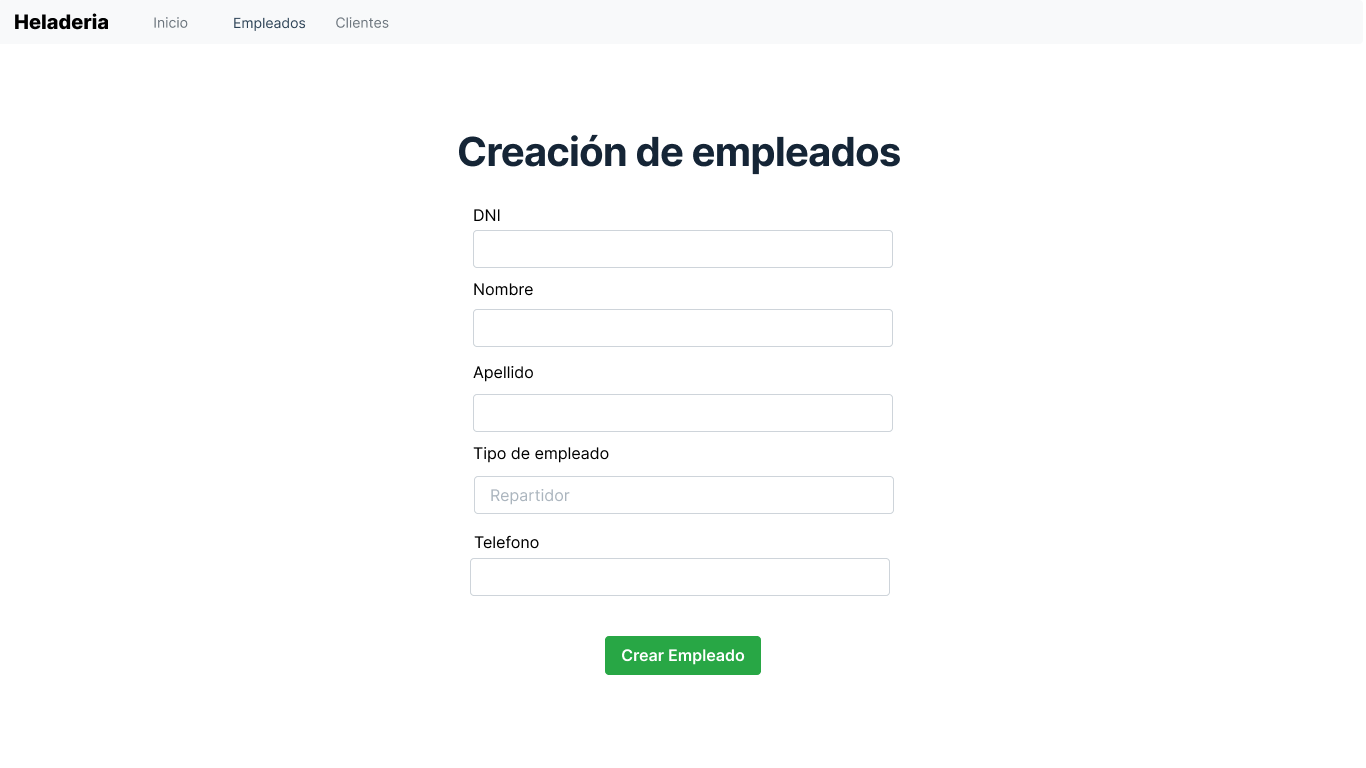 Heladeria Inicio Empleados Clientes
Creación de empleados
DNI
Nombre
Apellido
Tipo de empleado
Repartidor
Telefono
Crear Empleado